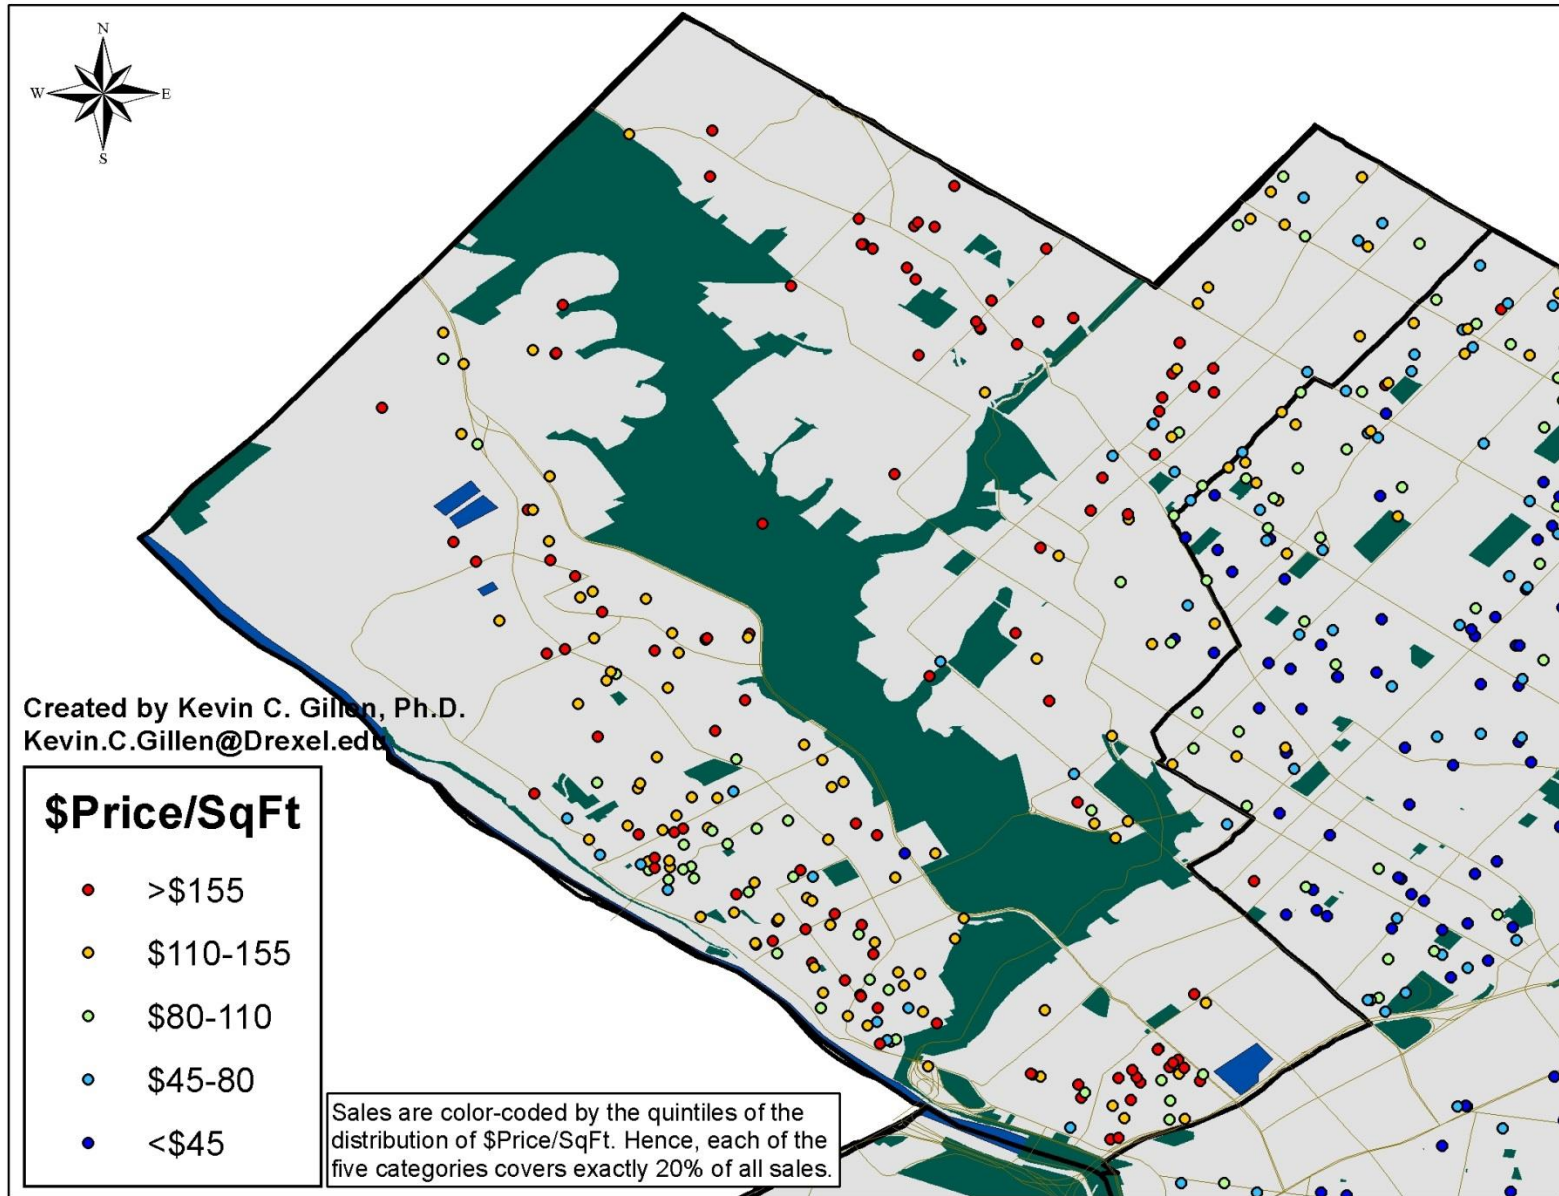 N
W E
S
Created by Kevin C. Gillen, Ph.D.
Kevin.C.Gillen@Drexel.edu
$Price/SqFt
>$155
$110-155
$80-110
$45-80
<$45
Sales are color-coded by the quintiles of the
distribution of $Price/SqFt. Hence, each of the
five categories covers exactly 20% of all sales.